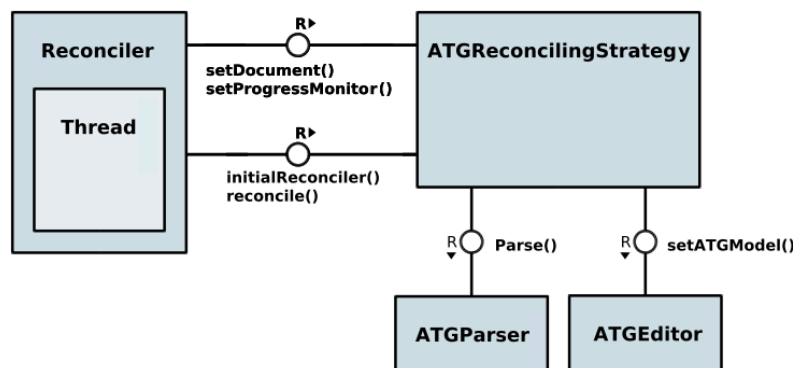 R
Reconciler
ATGReconcilingStrategy
setDocument()
setProgressMonitor()
Thread
R
initialReconciler()
reconcile()
R
Parse()
R
setATGModel()
ATGParser
ATGEditor